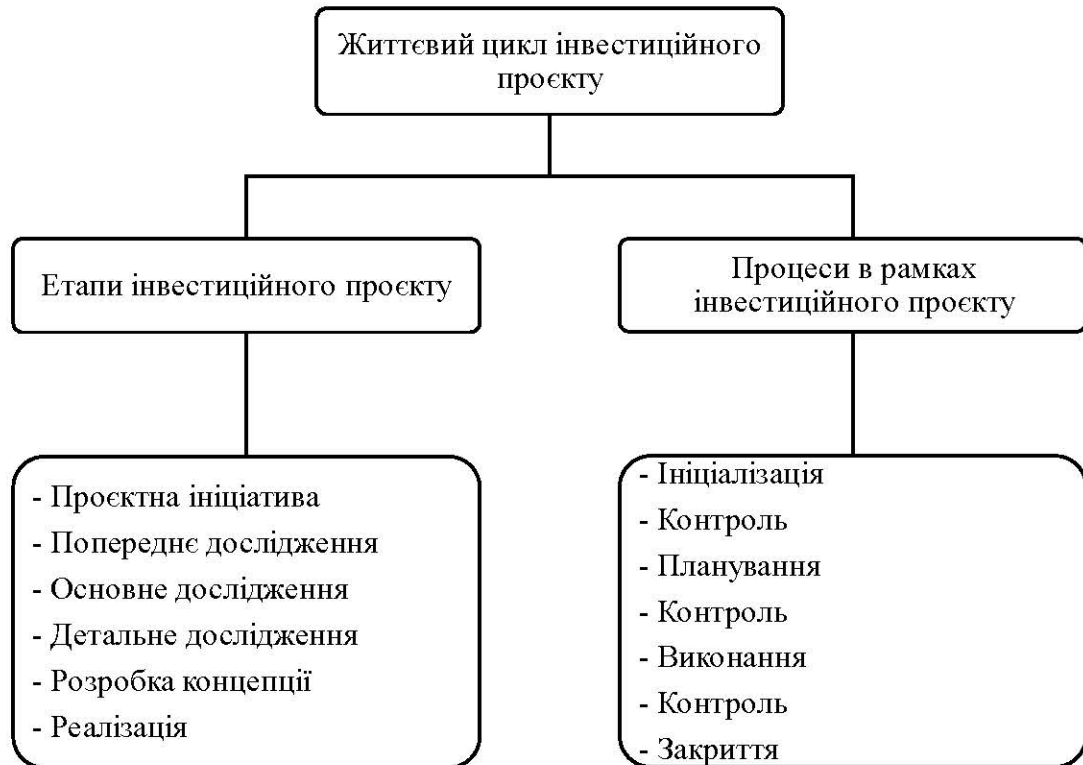 Життєвий цикл інвестиційного
проєкту
Етапи інвестиційного проєкту
Процеси в рамках
інвестиційного проєкту
- Проєктна ініціатива
- Попереднє дослідження
- Основне дослідження
- Детальне дослідження
- Розробка концепції
- Реалізація
- Ініціалізація
- Контроль
- Планування
- Контроль
- Виконання
- Контроль
- Закриття